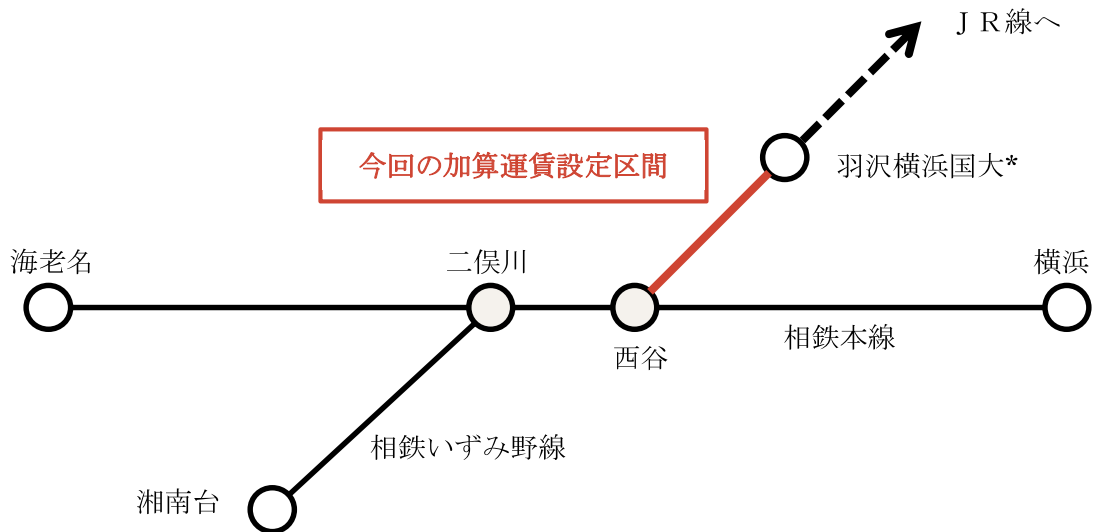 ＪＲ線へ
今回の加算運賃設定区間
羽沢横浜国大*
海老名
二俣川
横浜
西谷
相鉄本線
相鉄いずみ野線
湘南台